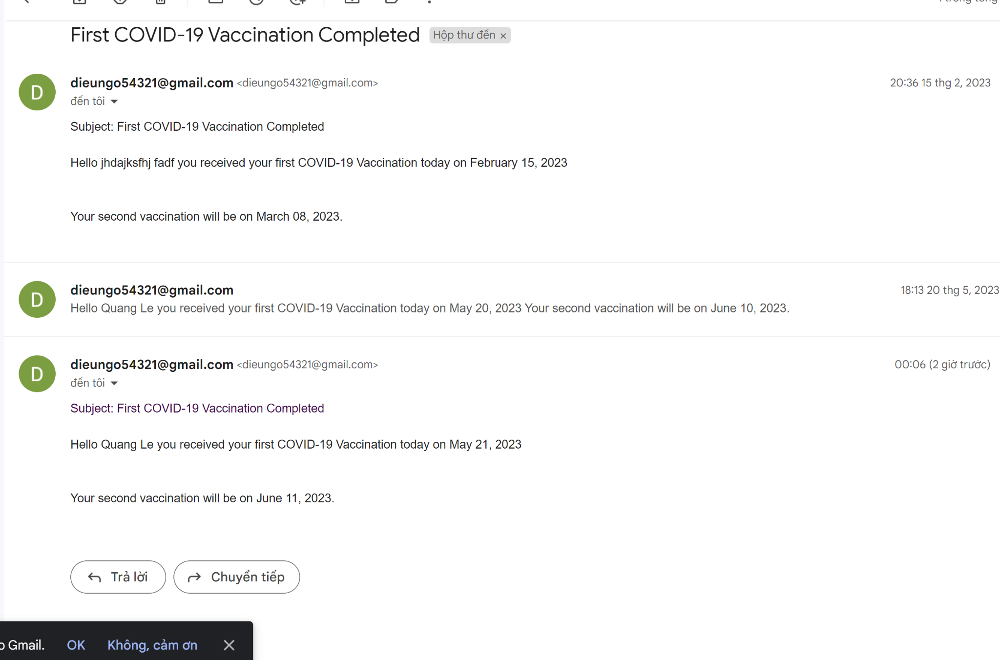 First COVID-19 Vaccination Completed Hộp thư đến ×
dieungo54321@gmail.com <dieungo54321@gmail.com> 20:36 15 thg 2, 2023
đến tôi
Subject: First COVID-19 Vaccination Completed
Hello jhdajksfhj fadf you received your first COVID-19 Vaccination today on February 15, 2023
Your second vaccination will be on March 08, 2023.
D
dieungo54321@gmail.com 18:13 20 thg 5, 2023
Hello Quang Le you received your first COVID-19 Vaccination today on May 20, 2023 Your second vaccination will be on June 10, 2023.
D
dieungo54321@gmail.com <dieungo54321@gmail.com> 00:06 (2 giờ trước)
đến tôi
D
Subject: First COVID-19 Vaccination Completed
Hello Quang Le you received your first COVID-19 Vaccination today on May 21, 2023
Your second vaccination will be on June 11, 2023.
Trả lời Chuyển tiếp
Gmail. OK Không, cảm ơn